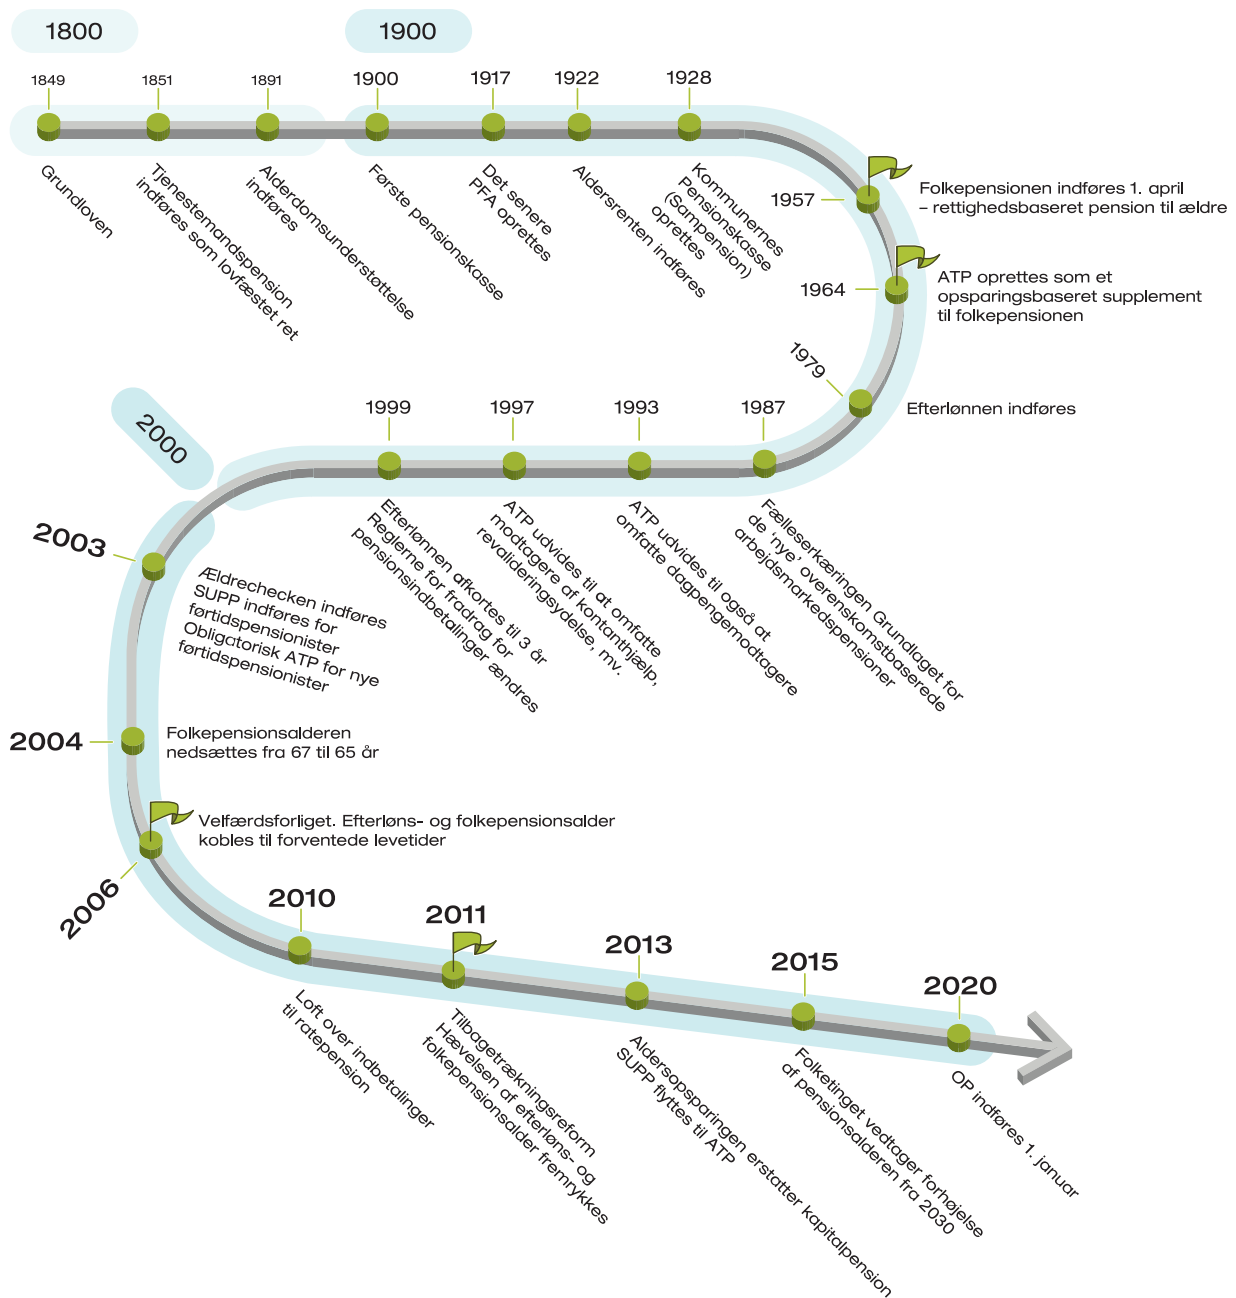 1800
1900
1849
Grundloven
1851
Tjenestemandspension
indføres som lovfæstet ret
1891
Alderdomsunderstøttelse
indføres
1900
Første pensionskasse
1917
Det senere
PFA oprettes
1922
Aldersrenten indføres
1928
Kommunernes
Pensionskasse
(Sampension)
oprettes
1957
Folkepensionen indføres 1. april
– rettighedsbaseret pension til ældre
1964
ATP oprettes som et
opsparingsbaseret supplement
til folkepensionen
1979
Efterlønnen indføres
1987
Fælleserkæringen Grundlaget for
de ‘nye’ overenskomstbaserede
arbejdsmarkedspensioner
1993
ATP udvides til også at
omfatte dagpengemodtagere
1997
ATP udvides til at omfatte
modtagere af kontanthjælp,
revalideringsydelse, mv.
1999
Efterlønnen afkortes til 3 år
Reglerne for fradrag for
pensionsindbetalinger ændres
2000
2003
Ældrechecken indføres
SUPP indføres for
førtidspensionister
Obligatorisk ATP for nye
førtidspensionister
2004
Folkepensionsalderen
nedsættes fra 67 til 65 år
2006
Velfærdsforliget. Efterløns- og folkepensionsalder
kobles til forventede levetider
2010
Loft over indbetalinger
til ratepension
2011
Tilbagetrækningsreform
Hævelsen af efterløns- og
folkepensionsalder fremrykkes
2013
Aldersopsparingen erstatter kapitalpension
SUPP flyttes til ATP
2015
Folketinget vedtager forhøjelse
af pensionsalderen fra 2030
2020
OP indføres 1. januar